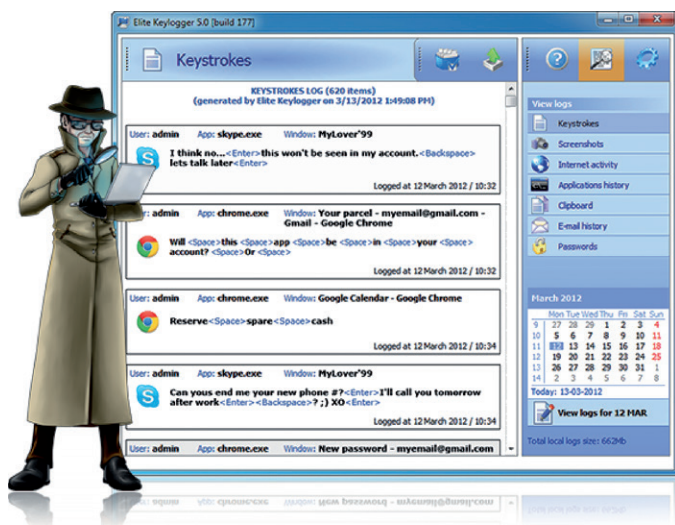 Elite Keylogger 5.0 [build 177]
Keystrokes
KEYSTROKES LOG (620 items)
(generated by Elite Keylogger on 3/13/2012 1:49:08 PM)
User: admin App: skype.exe Window: MyLover'99
I think no...<Enter>this won't be seen in my account.<Backspace>
lets talk later<Enter>
Logged at 12 March 2012 / 10:32
er: admin App: chrome.exe Window: Your parcel - myemail@gmail.com -
Gmail - Google Chrome
Will <Space>this <Space>app <Space>be <Space>in <Space>your <Space>
account? <Space>Or <Space>
Logged at 12 March 2012 / 10:32
User: admin App: chrome.exe Window: Google Calendar - Google Chrome
Reserve<Space>spare<Space>cash
Logged at 12 March 2012 / 10:34
User: admin App: skype.exe Window: MyLover'99
Can yous end me your new phone #?<Enter>I'll call you tomorrow
after work<Enter><Backspace>? ;) XO<Enter>
Logged at 12 March 2012 / 10:34
User: admin App: chrome.exe Window: New password - myemail@gmail.com
View logs
Keystrokes
Screenshots
Internet activity
Applications history
Clipboard
E-mail history
Passwords
March 2012
Mon Tue Wed Thu Fri Sat Sun
9 27 28 29 1 2 3 4
10 5 6 7 8 9 10 11
11 12 13 14 15 16 17 18
12 19 20 21 22 23 24 25
13 26 27 28 29 30 31 1
14 2 3 4 5 6 7 8
Today: 13-03-2012
View logs for 12 MAR
Total local logs size: 662Mb